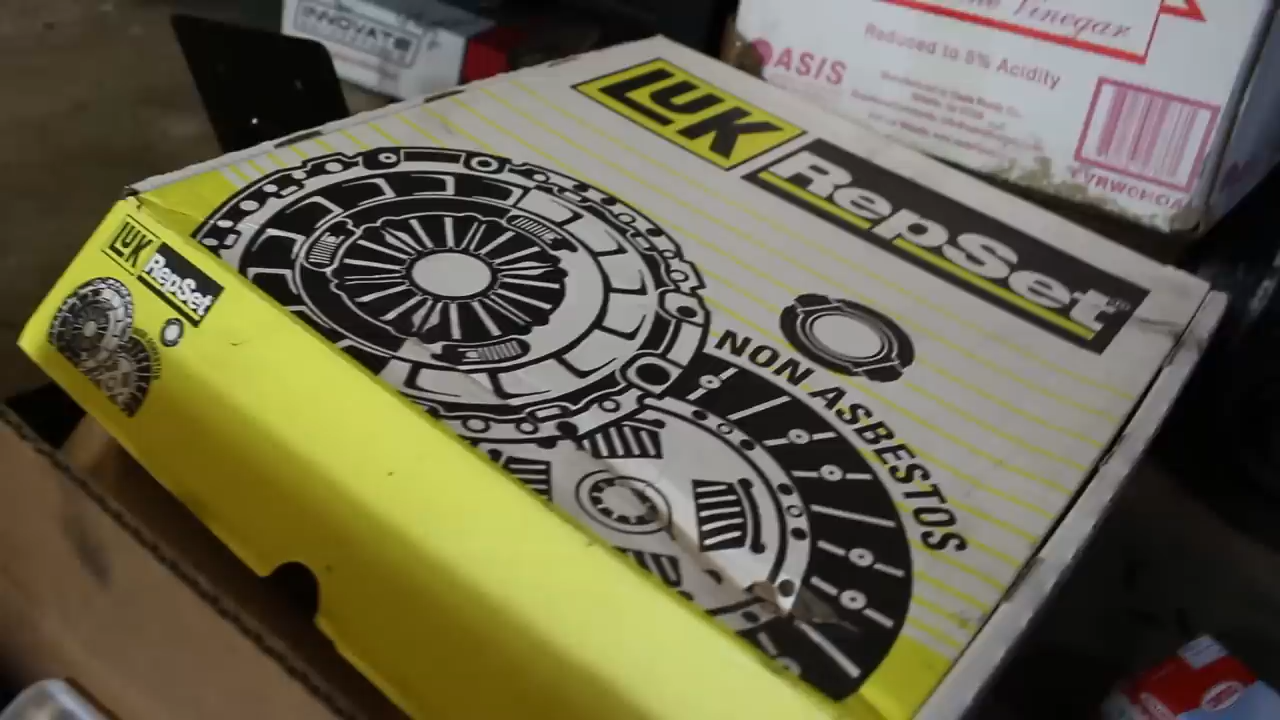 INNOVATE
Vinegar
Reduced to 5% Acidity
OASIS
LUK
RepSet
NON ASBESTOS
LUK
RepSet